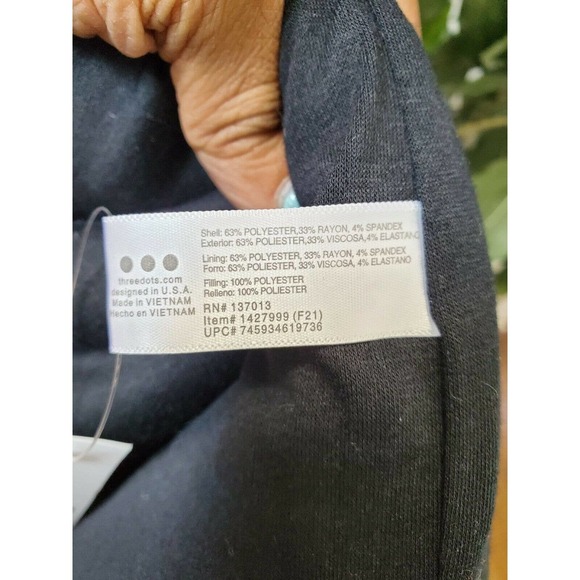 threedots.com
designed in U.S.A.
Made in VIETNAM
Hecho en VIETNAM
Shell: 63% POLYESTER,33% RAYON, 4% SPANDEX
Exterior: 63% POLIESTER,33% VISCOSA,4% ELASTANO
Lining: 63% POLYESTER, 33% RAYON, 4% SPANDEX
Forro: 63% POLIESTER, 33% VISCOSA, 4% ELASTANO
Filling: 100% POLYESTER
Relleno: 100% POLIESTER
RN# 137013
Item# 1427999 (F21)
UPC# 745934619736